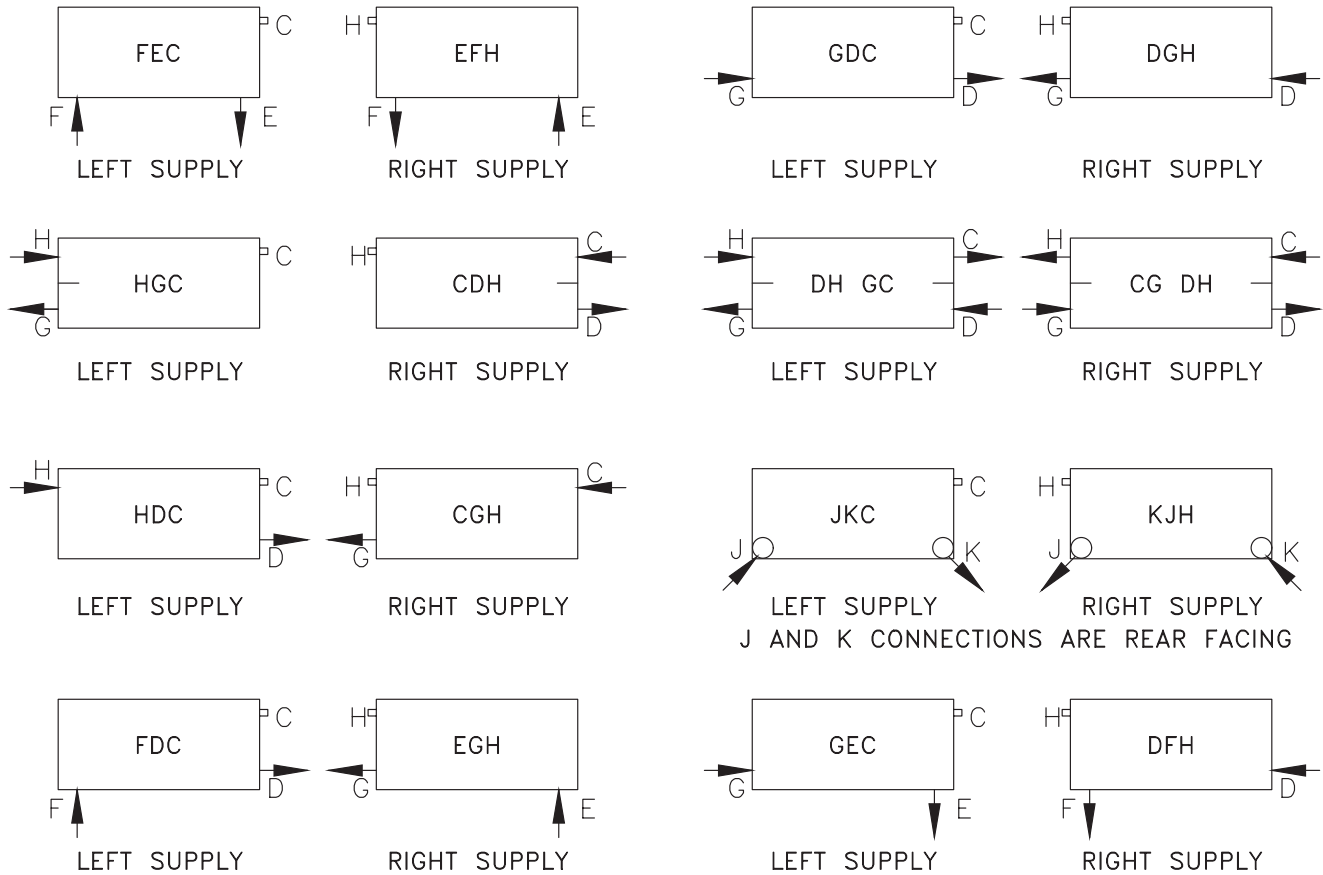 C H C H
FEC EFH GDC DGH
G D G D
F E F E
LEFT SUPPLY RIGHT SUPPLY LEFT SUPPLY RIGHT SUPPLY
H C H C H C H C
HGC CDH DH GC CG DH
G D G D G D
LEFT SUPPLY RIGHT SUPPLY LEFT SUPPLY RIGHT SUPPLY
H C H C C H
HDC CGH JKC KJH
D G J K J K
LEFT SUPPLY RIGHT SUPPLY LEFT SUPPLY RIGHT SUPPLY
J AND K CONNECTIONS ARE REAR FACING
C H C H
FDC EGH GEC DFH
D G G D
F E E F
LEFT SUPPLY RIGHT SUPPLY LEFT SUPPLY RIGHT SUPPLY